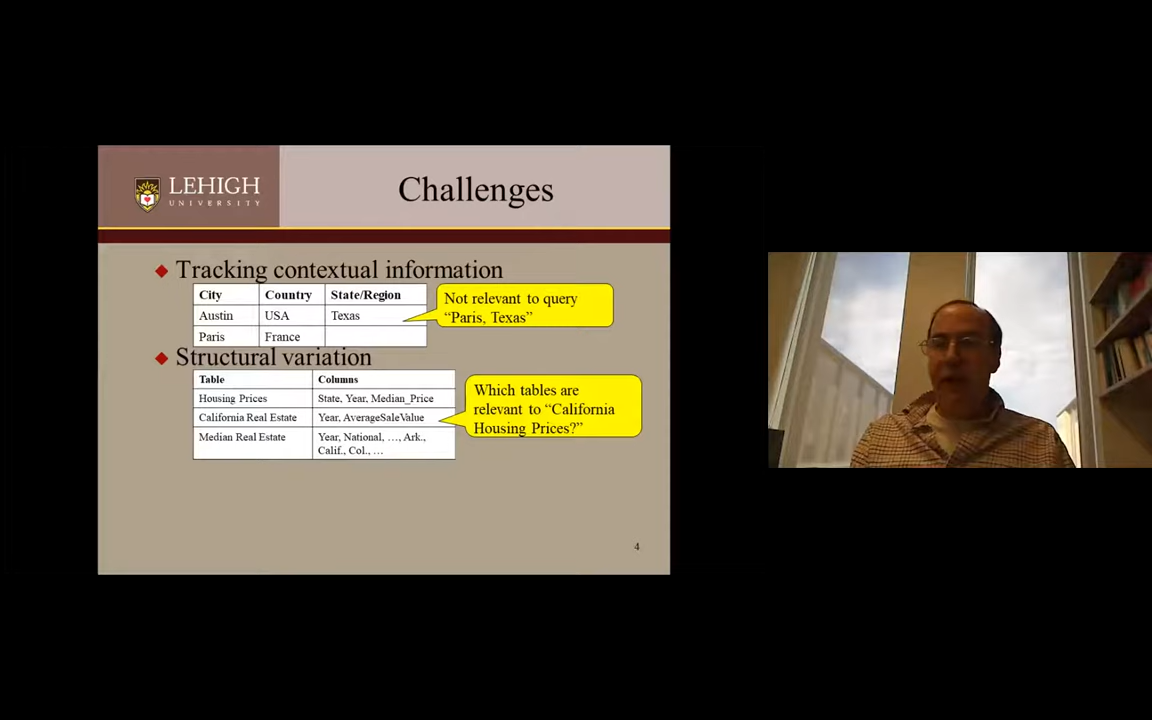 LEHIGH
UNIVERSITY
Challenges
Tracking contextual information
City Country State/Region
Austin USA Texas
Paris France
Not relevant to query
“Paris, Texas”
Structural variation
Table Columns
Housing Prices State, Year, Median_Price
California Real Estate Year, AverageSaleValue
Median Real Estate Year, National, …, Ark.,
Calif., Col., …
Which tables are
relevant to “California
Housing Prices?”
4